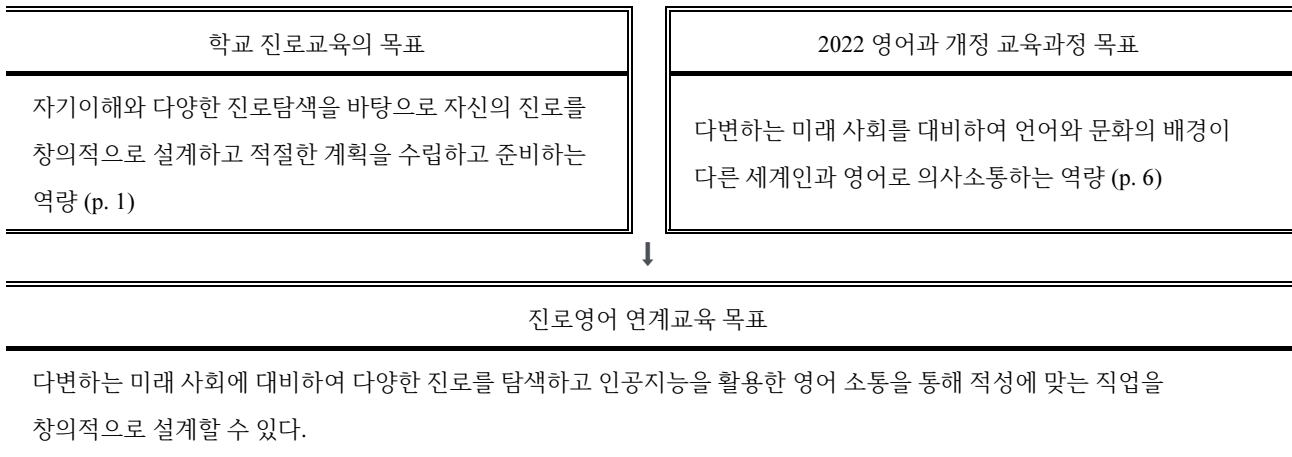 학교 진로교육의 목표
자기이해와 다양한 진로탐색을 바탕으로 자신의 진로를
창의적으로 설계하고 적절한 계획을 수립하고 준비하는
역량 (p. 1)
2022 영어과 개정 교육과정 목표
다변하는 미래 사회를 대비하여 언어와 문화의 배경이
다른 세계인과 영어로 의사소통하는 역량 (p. 6)
진로영어 연계교육 목표
다변하는 미래 사회에 대비하여 다양한 진로를 탐색하고 인공지능을 활용한 영어 소통을 통해 적성에 맞는 직업을
창의적으로 설계할 수 있다.